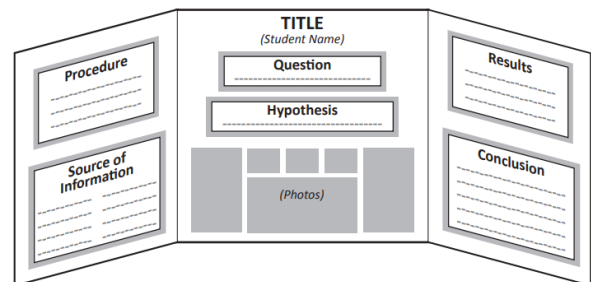 TITLE
(Student Name)
Question
Hypothesis
(Photos)
Procedure
Source of
Information
Results
Conclusion